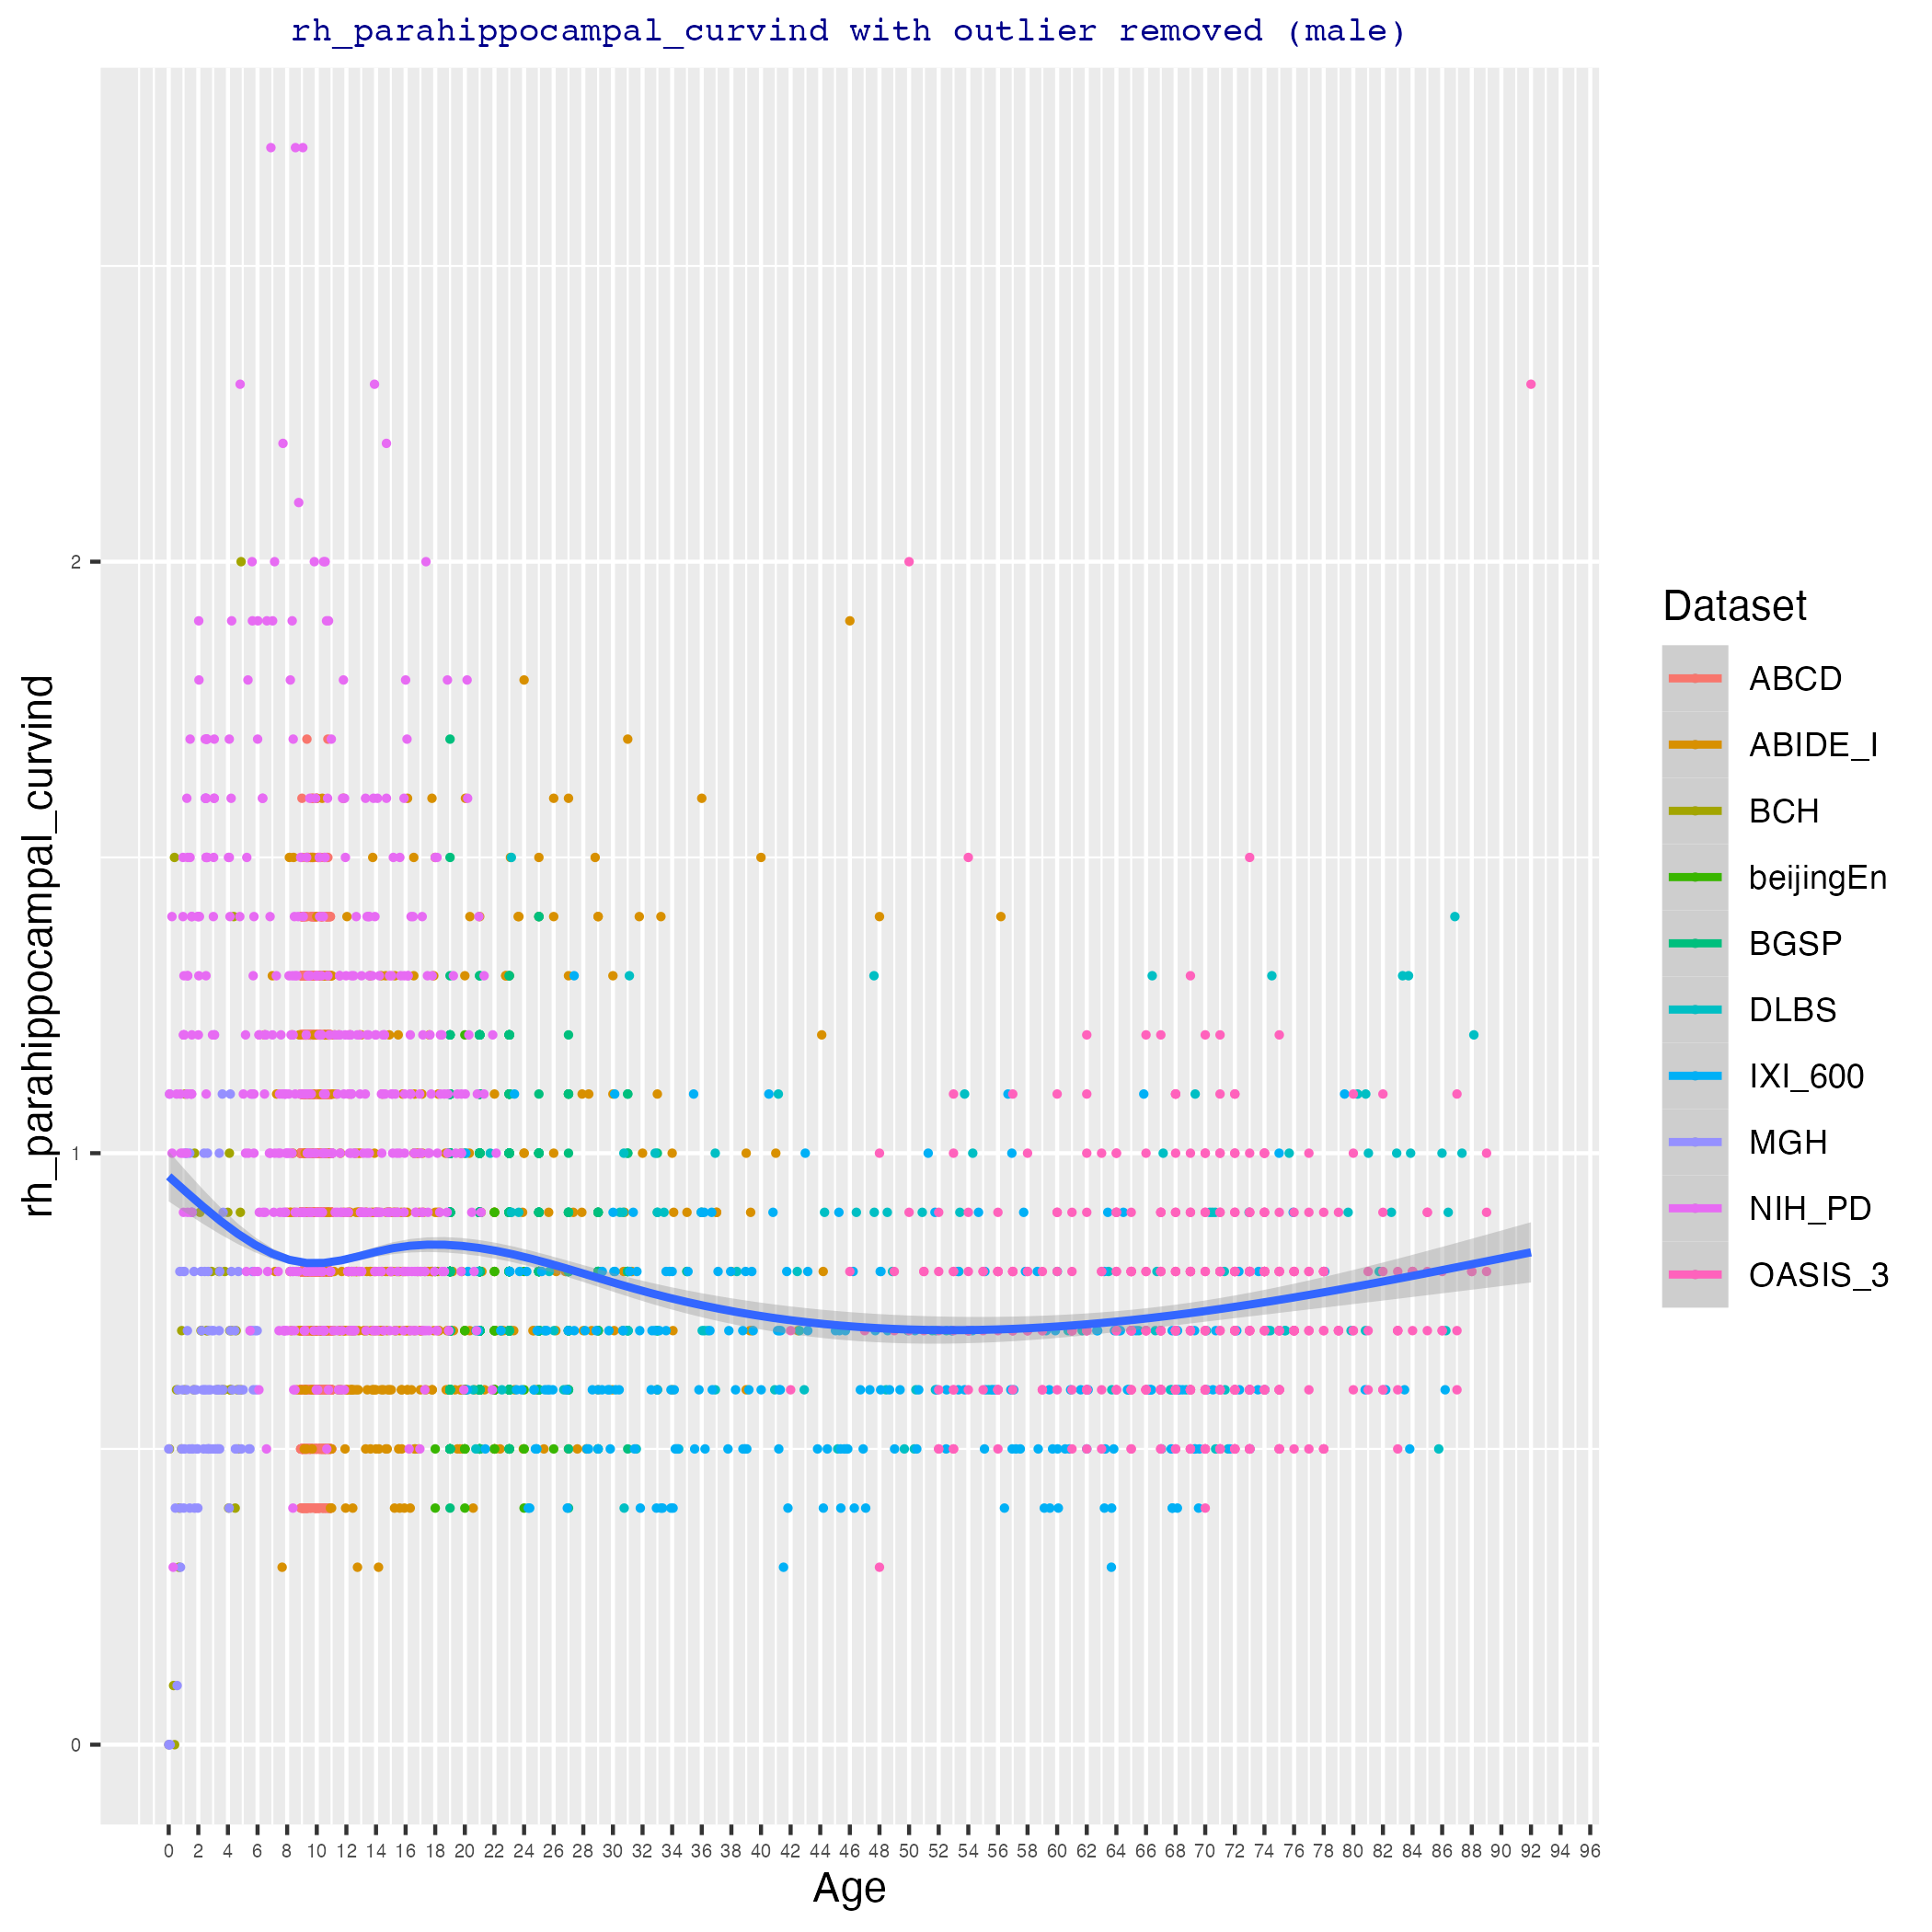 rh_parahippocampal_curvind with outlier removed (male)
rh_parahippocampal_curvind
2
1
0
0 2 4 6 8 10 12 14 16 18 20 22 24 26 28 30 32 34 36 38 40 42 44 46 48 50 52 54 56 58 60 62 64 66 68 70 72 74 76 78 80 82 84 86 88 90 92 94 96
Age
Dataset
ABCD
ABIDE_I
BCH
beijingEn
BGSP
DLBS
IXI_600
MGH
NIH_PD
OASIS_3